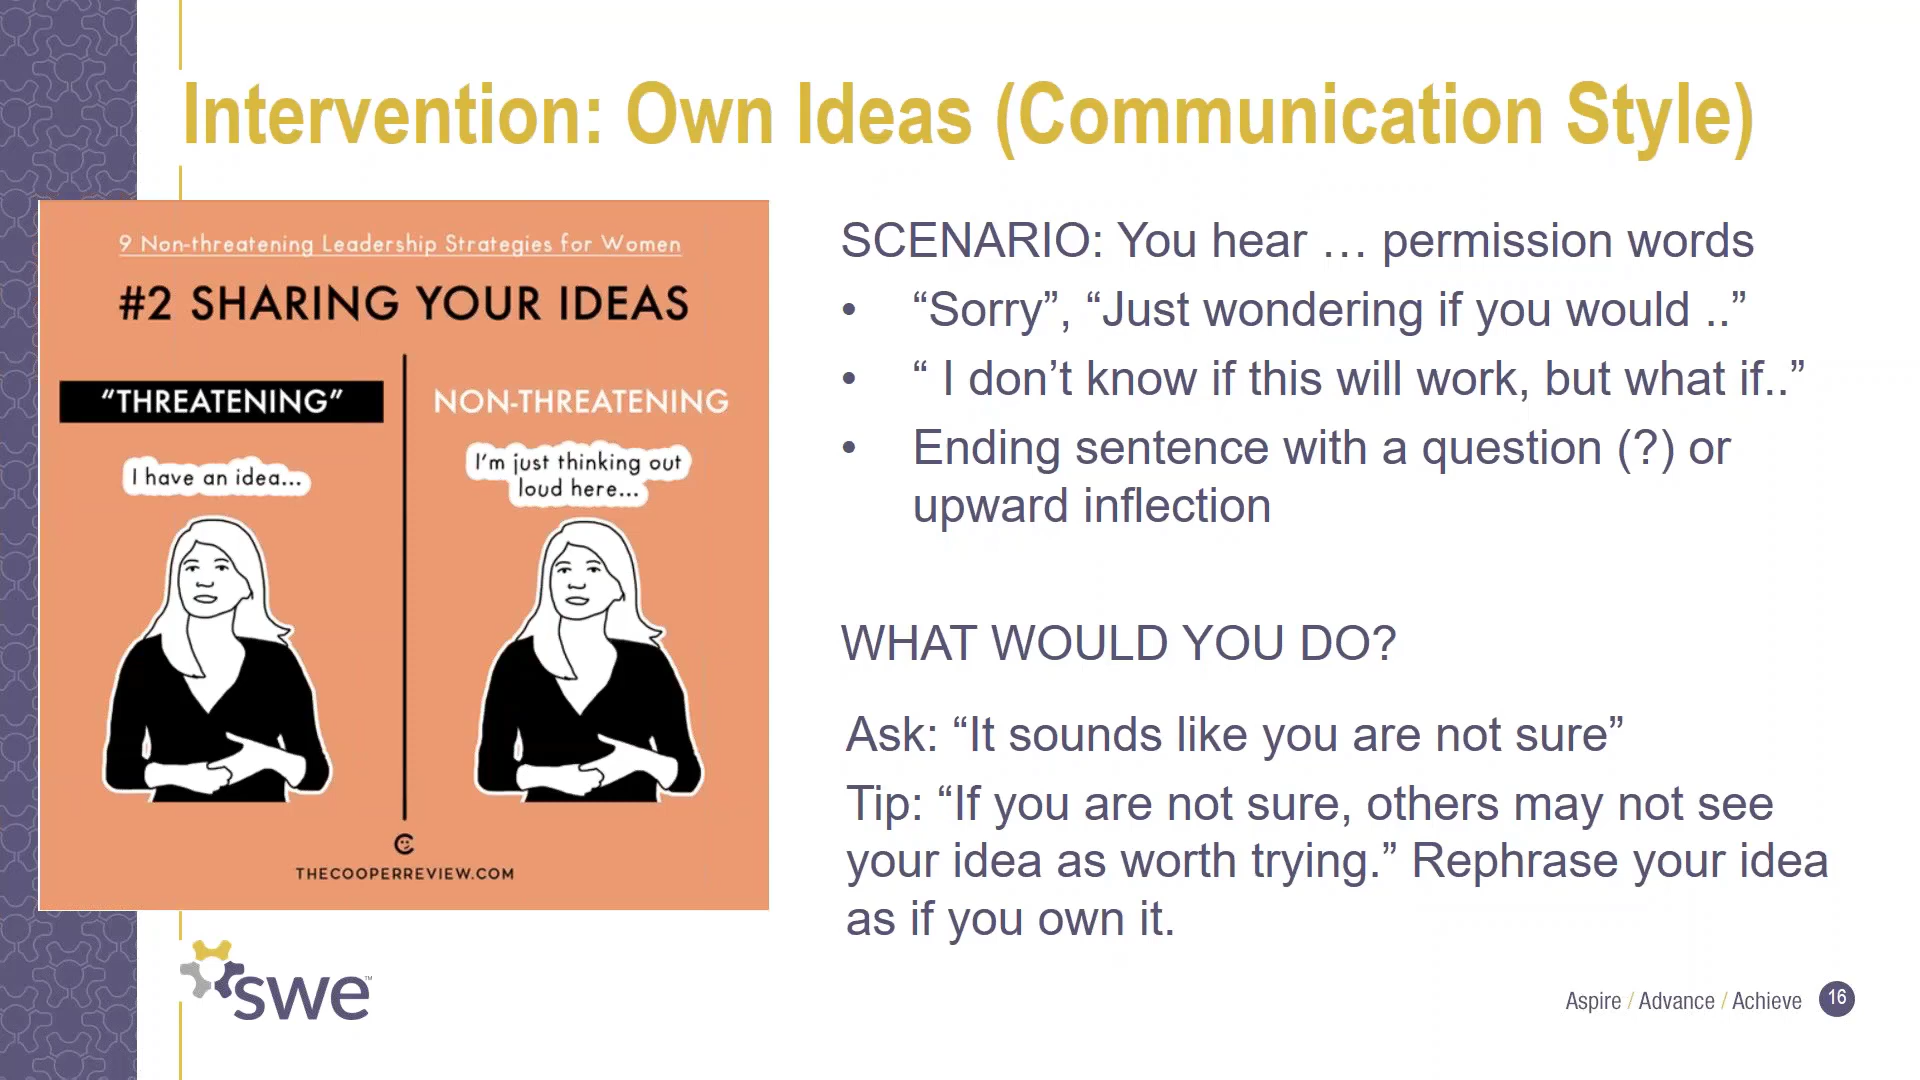 Intervention: Own Ideas (Communication Style)
9 Non-threatening Leadership Strategies for Women
#2 SHARING YOUR IDEAS
“THREATENING”
NON-THREATENING
I have an idea...
I’m just thinking out
loud here...
THECOOPERREVIEW.COM
SCENARIO: You hear … permission words
• “Sorry”, “Just wondering if you would ..”
• “ I don’t know if this will work, but what if..”
• Ending sentence with a question (?) or
upward inflection
WHAT WOULD YOU DO?
Ask: “It sounds like you are not sure”
Tip: “If you are not sure, others may not see
your idea as worth trying.” Rephrase your idea
as if you own it.
swe™
Aspire / Advance / Achieve 16